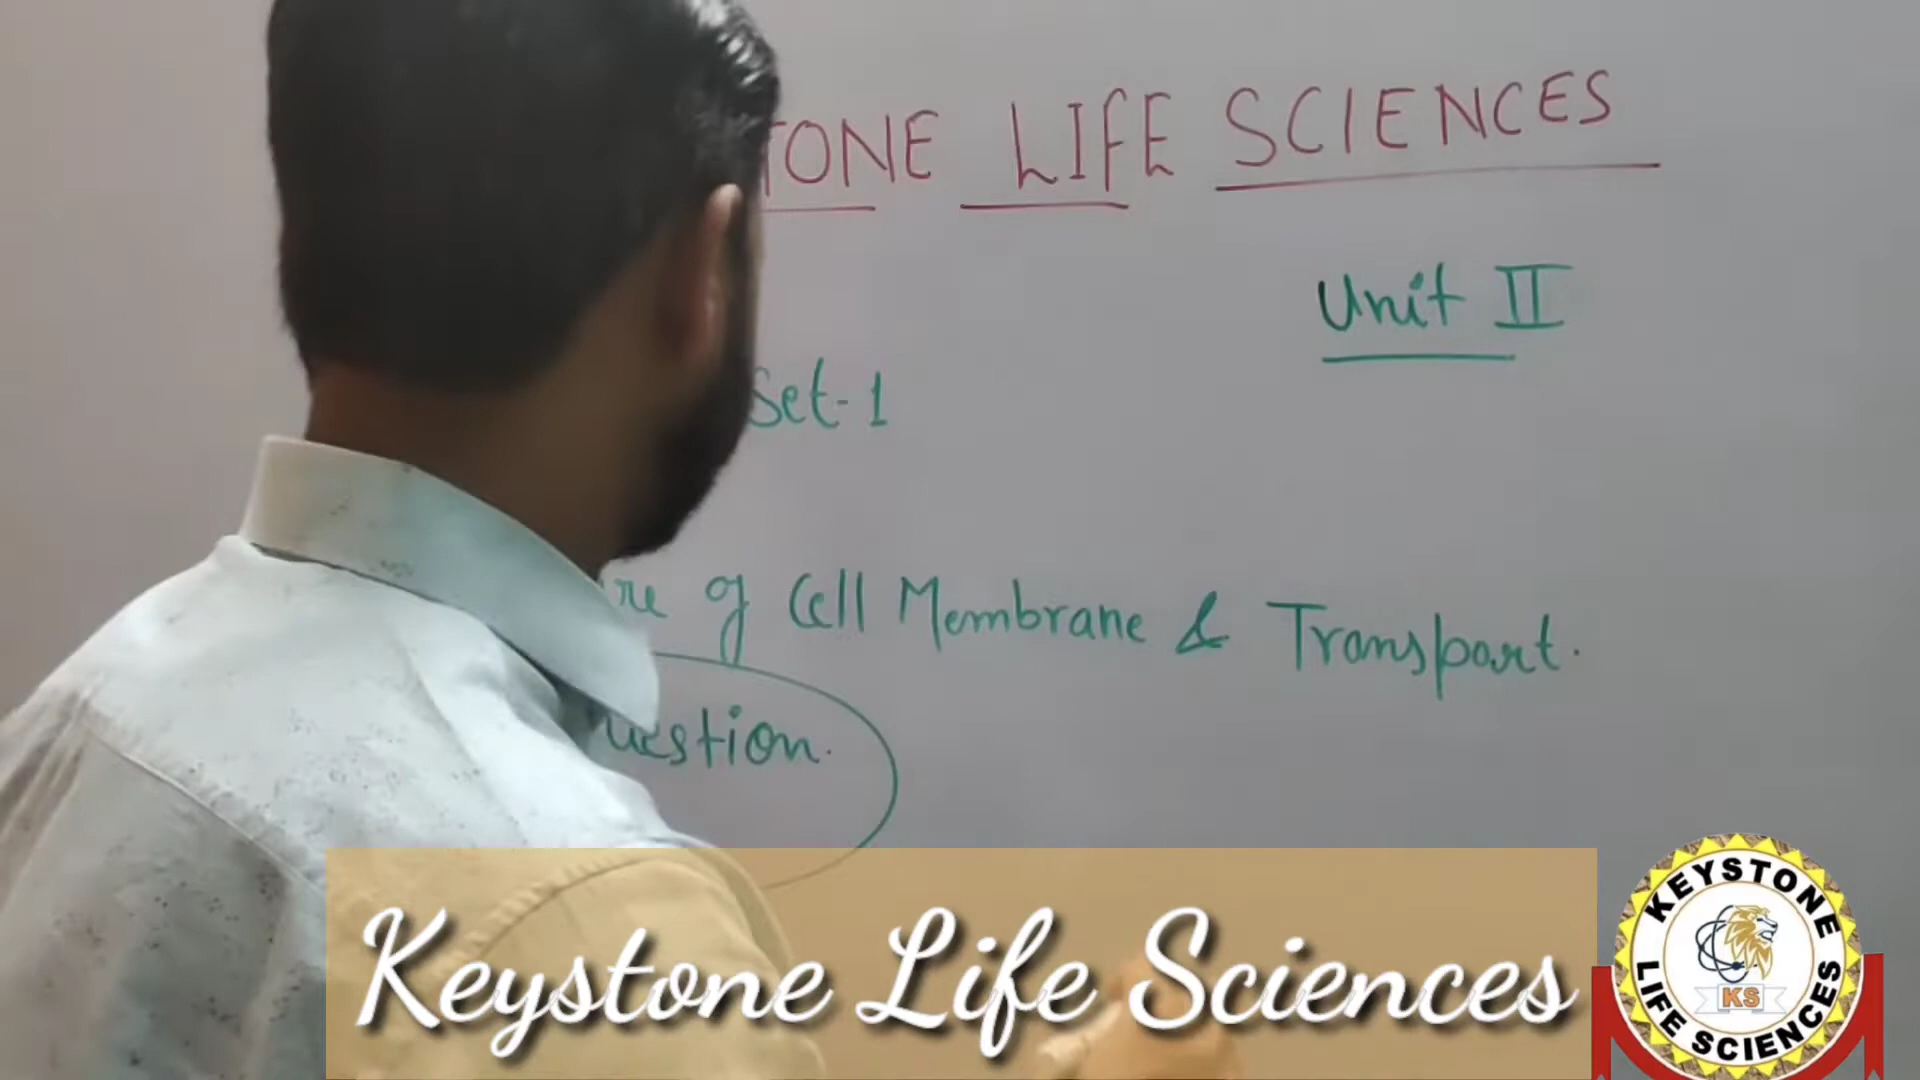 TONE LIFE SCIENCES
Unit II
Set-1
re of Cell Membrane & Transport.
uestion.
Keystone Life Sciences
KEYSTONE
LIFE SCIENCES
KS